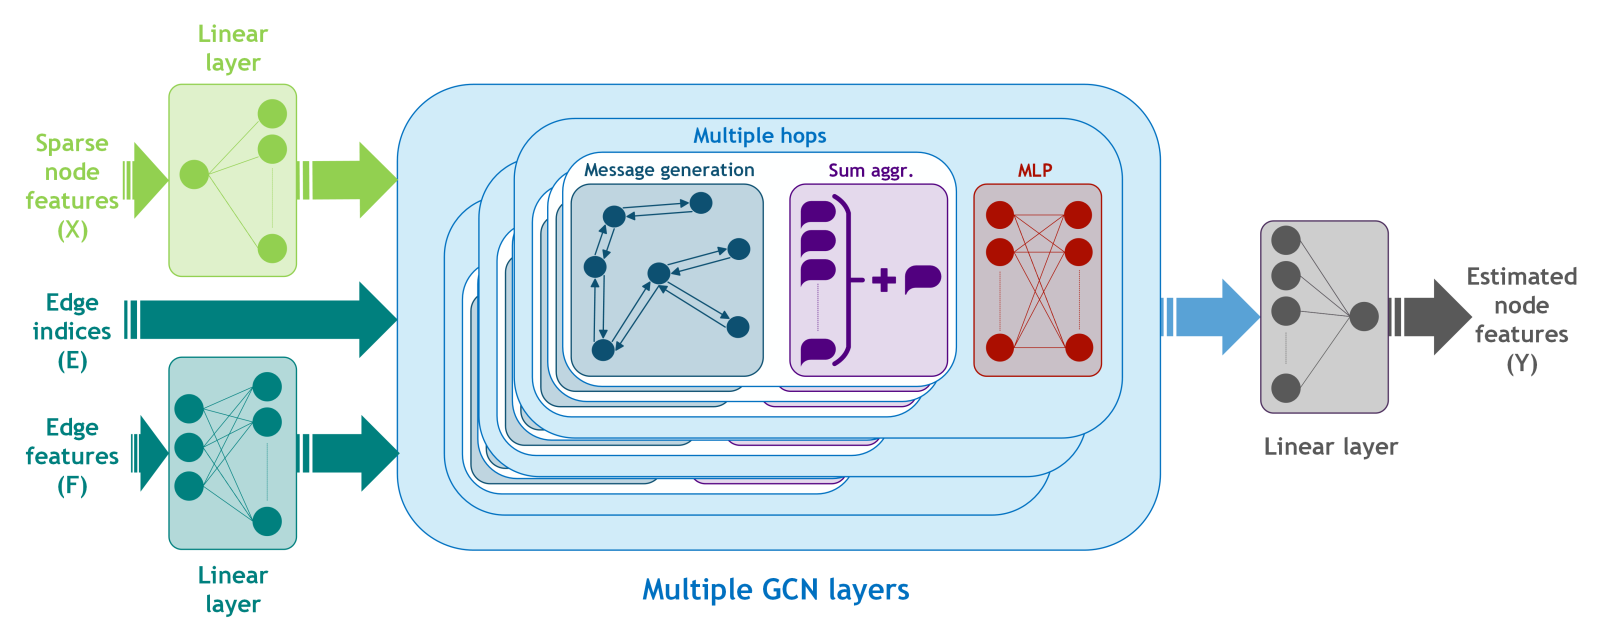 Linear
layer
Sparse
node
features
(X)
Edge
indices
(E)
Edge
features
(F)
Linear
layer
Multiple hops
Message generation
Sum aggr.
MLP
Multiple GCN layers
Linear layer
Estimated
node
features
(Y)